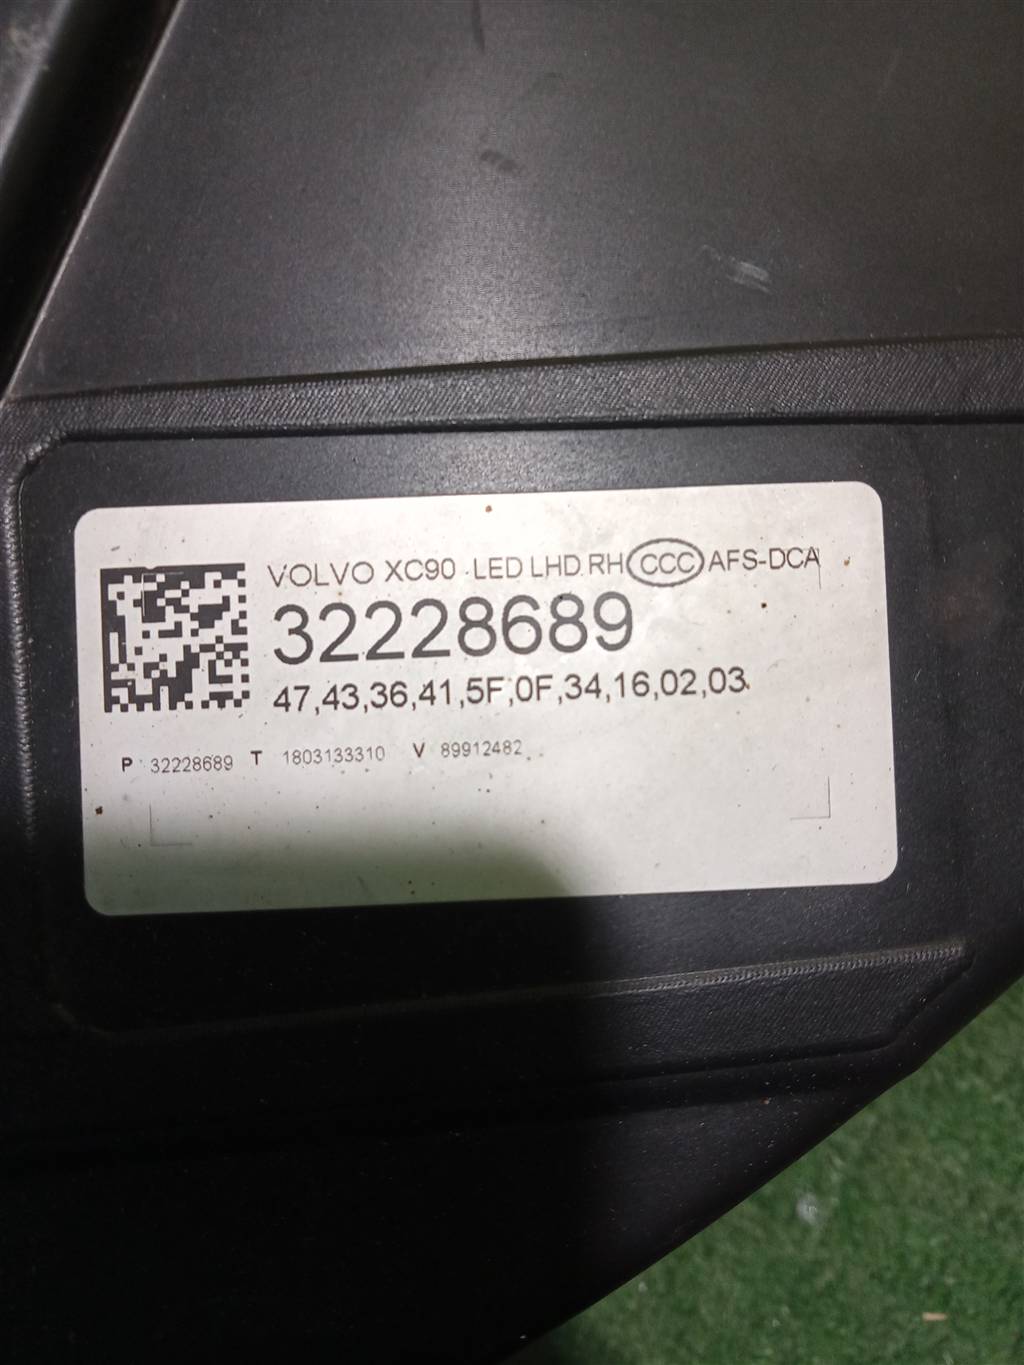 VOLVO XC90 LED LHD RH CCC AFS-DCA
32228689
47,43,36,41,5F,0F,34,16,02,03
P 32228689 T 1803133310 V 89912482